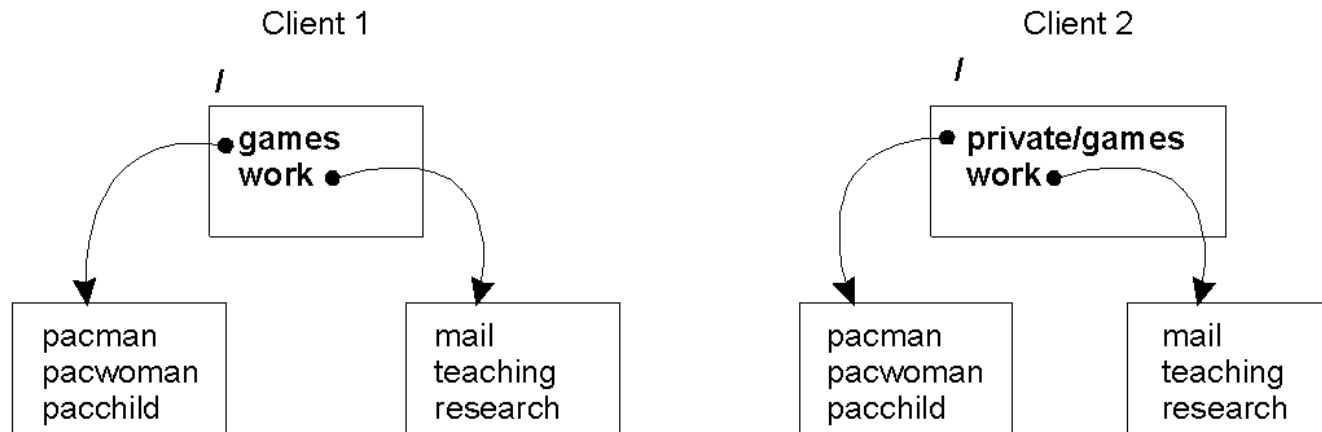 Client 1
/
games
work
pacman
pacwoman
pacchild
mail
teaching
research
Client 2
/
private/games
work
pacman
pacwoman
pacchild
mail
teaching
research